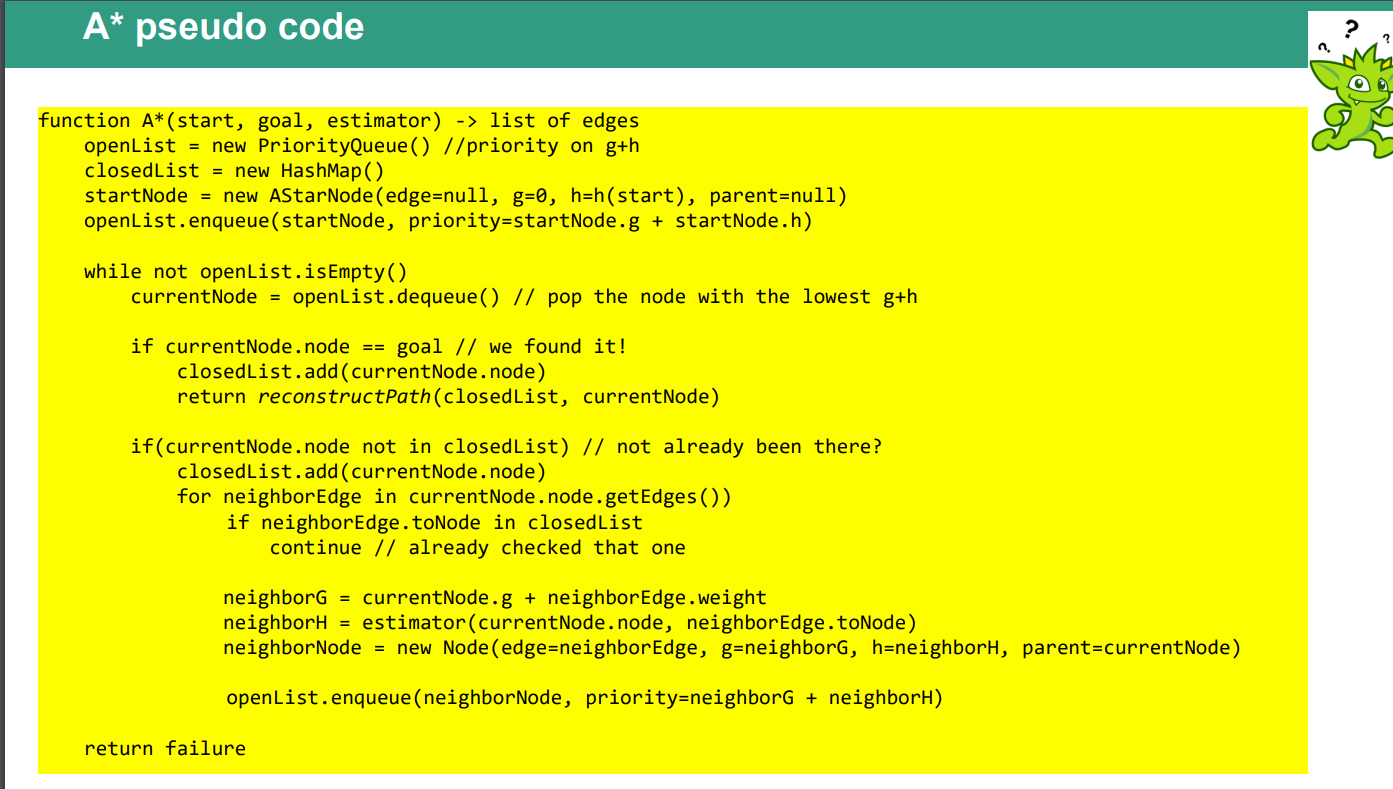 A* pseudo code
? ? ?
function A*(start, goal, estimator) -> list of edges
openList = new PriorityQueue() //priority on g+h
closedList = new HashMap()
startNode = new AStarNode(edge=null, g=0, h=h(start), parent=null)
openList.enqueue(startNode, priority=startNode.g + startNode.h)
while not openList.isEmpty()
currentNode = openList.dequeue() // pop the node with the lowest g+h
if currentNode.node == goal // we found it!
closedList.add(currentNode.node)
return reconstructPath(closedList, currentNode)
if(currentNode.node not in closedList) // not already been there?
closedList.add(currentNode.node)
for neighborEdge in currentNode.node.getEdges())
if neighborEdge.toNode in closedList
continue // already checked that one
neighborG = currentNode.g + neighborEdge.weight
neighborH = estimator(currentNode.node, neighborEdge.toNode)
neighborNode = new Node(edge=neighborEdge, g=neighborG, h=neighborH, parent=currentNode)
openList.enqueue(neighborNode, priority=neighborG + neighborH)
return failure